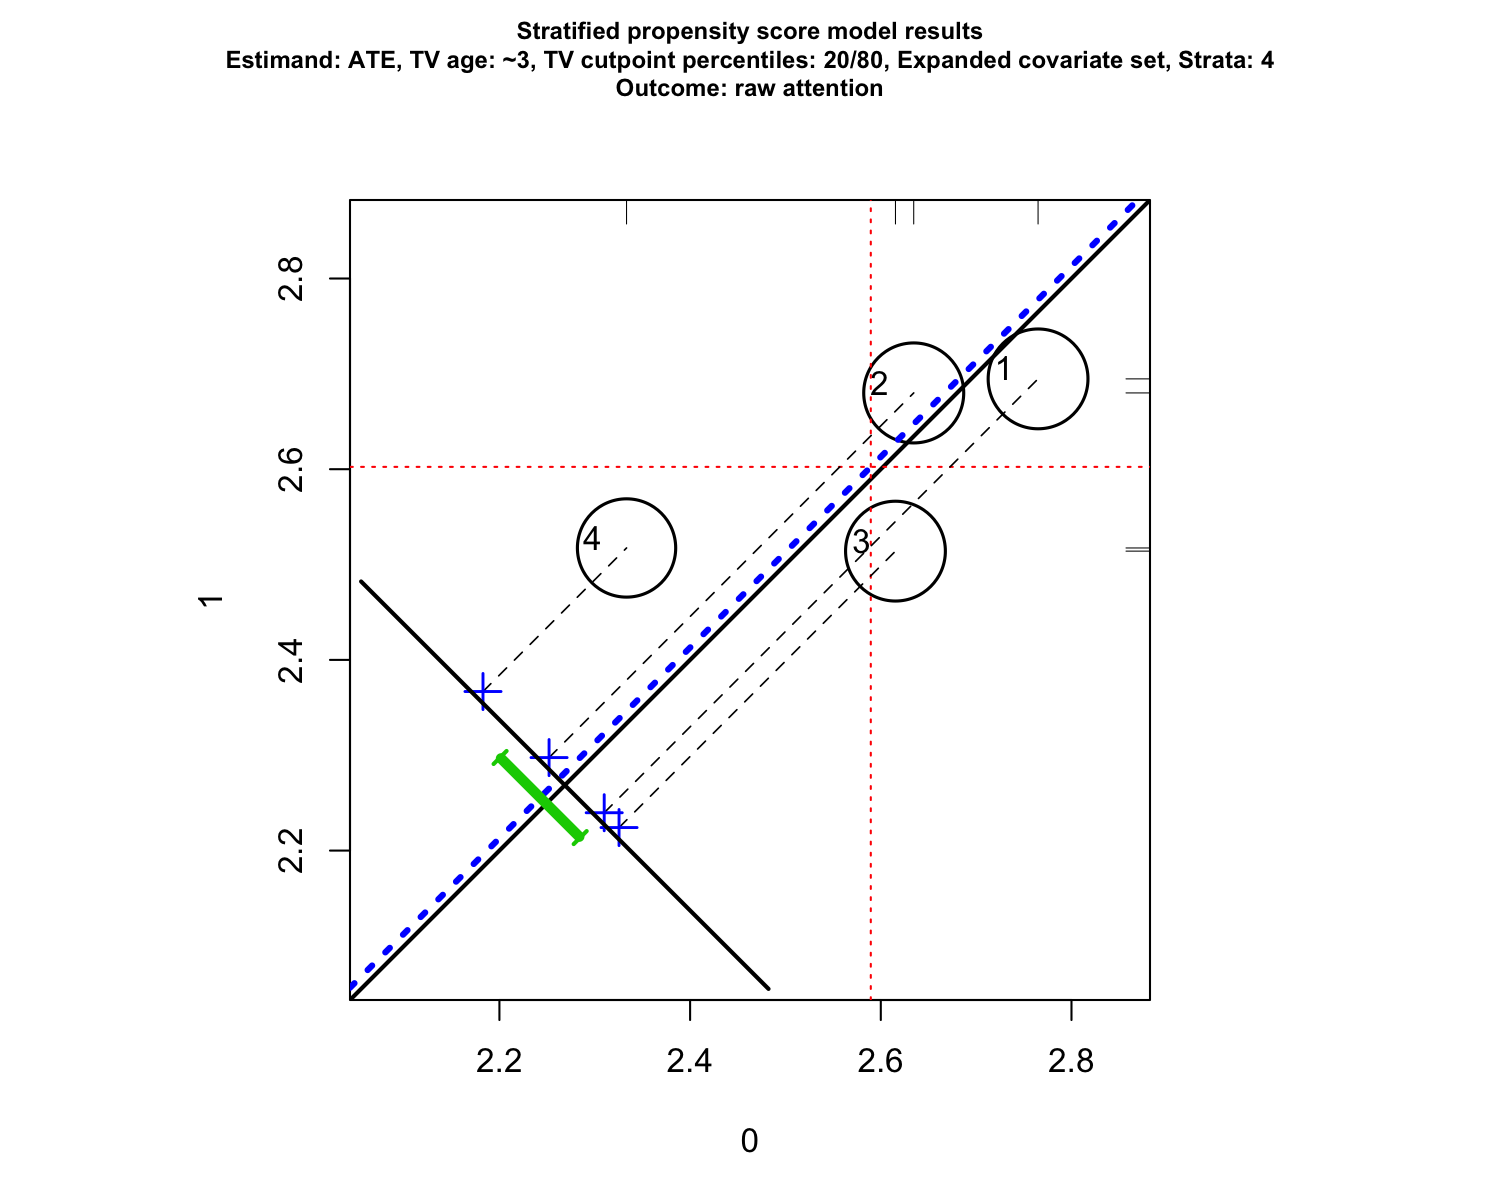 Stratified propensity score model results
Estimand: ATE, TV age: ~3, TV cutpoint percentiles: 20/80, Expanded covariate set, Strata: 4
Outcome: raw attention
2.8
2.6
2.4
2.2
1
2
1
4
3
2.2 2.4 2.6 2.8
0